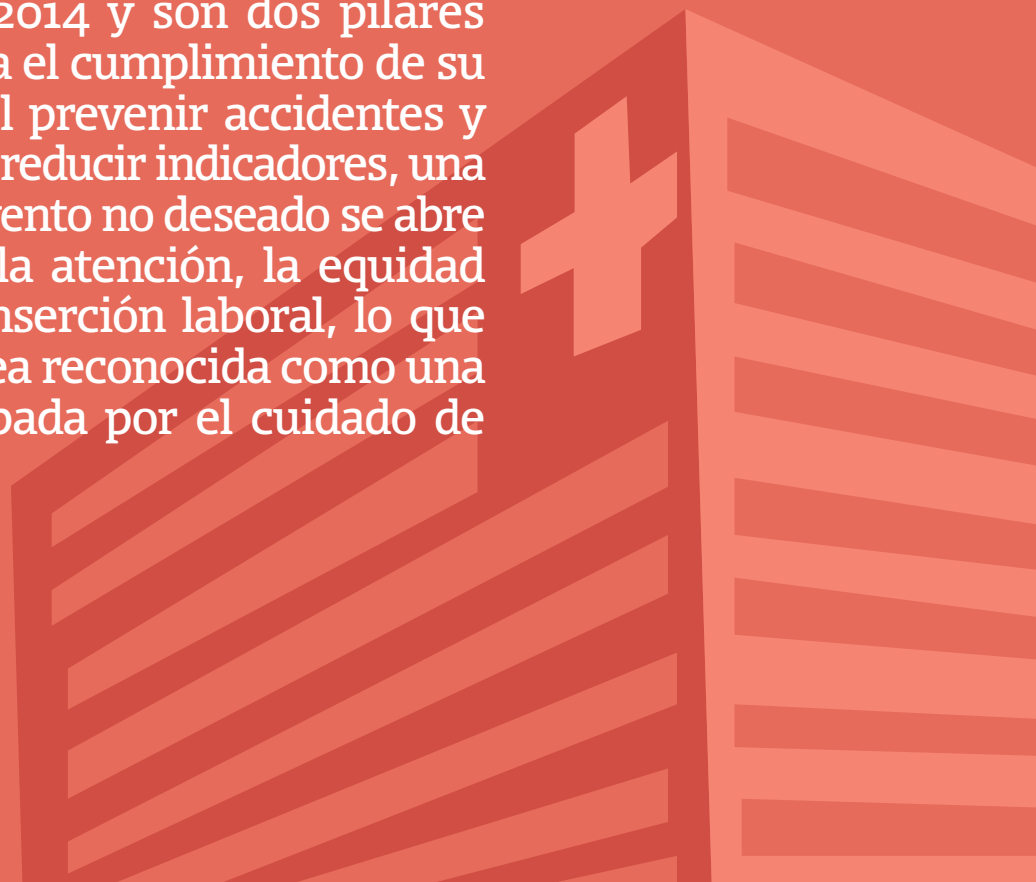 2014 y son dos pilares
a el cumplimiento de su
l prevenir accidentes y
reducir indicadores, una
ento no deseado se abre
la atención, la equidad
nserción laboral, lo que
ea reconocida como una
pada por el cuidado de